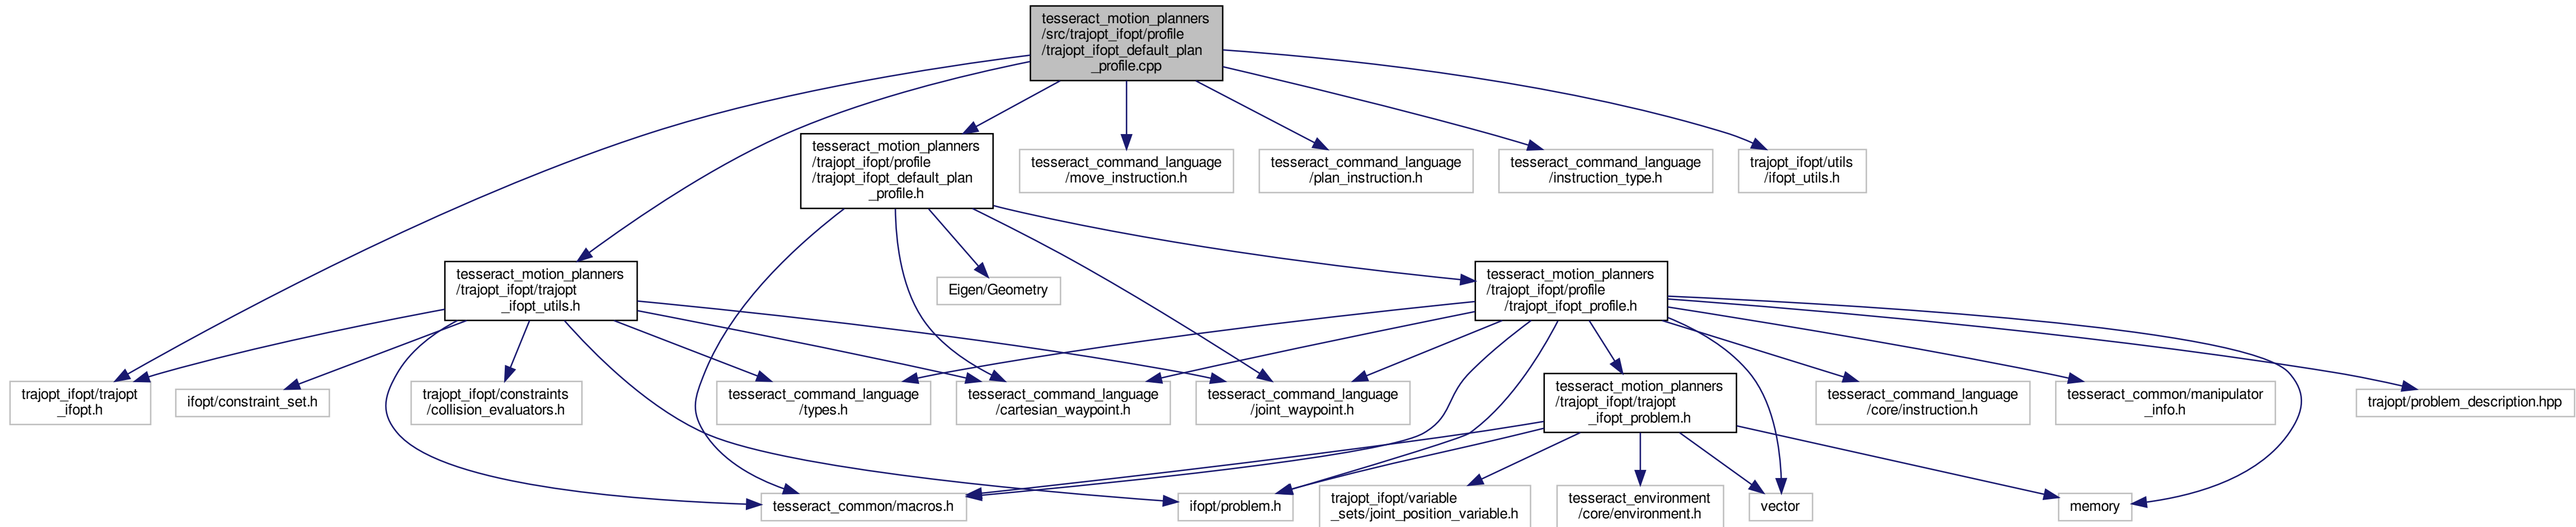 tesseract_motion_planners
/src/trajopt_ifopt/profile
/trajopt_ifopt_default_plan
_profile.cpp
tesseract_motion_planners
/trajopt_ifopt/profile
/trajopt_ifopt_default_plan
_profile.h
tesseract_command_language
/move_instruction.h
tesseract_command_language
/plan_instruction.h
tesseract_command_language
/instruction_type.h
trajopt_ifopt/utils
/ifopt_utils.h
tesseract_motion_planners
/trajopt_ifopt/trajopt
_ifopt_utils.h
Eigen/Geometry
tesseract_motion_planners
/trajopt_ifopt/profile
/trajopt_ifopt_profile.h
trajopt_ifopt/trajopt
_ifopt.h
ifopt/constraint_set.h
trajopt_ifopt/constraints
/collision_evaluators.h
tesseract_command_language
/types.h
tesseract_command_language
/cartesian_waypoint.h
tesseract_command_language
/joint_waypoint.h
tesseract_motion_planners
/trajopt_ifopt/trajopt
_ifopt_problem.h
tesseract_command_language
/core/instruction.h
tesseract_common/manipulator
_info.h
trajopt/problem_description.hpp
tesseract_common/macros.h
ifopt/problem.h
trajopt_ifopt/variable
_sets/joint_position_variable.h
tesseract_environment
/core/environment.h
vector
memory